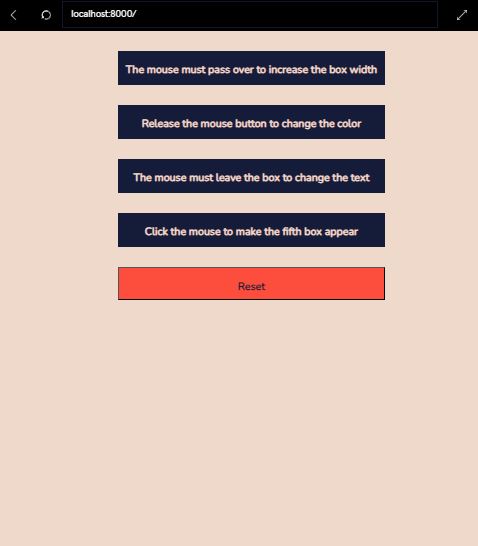 localhost:8000/
The mouse must pass over to increase the box width
Release the mouse button to change the color
The mouse must leave the box to change the text
Click the mouse to make the fifth box appear
Reset